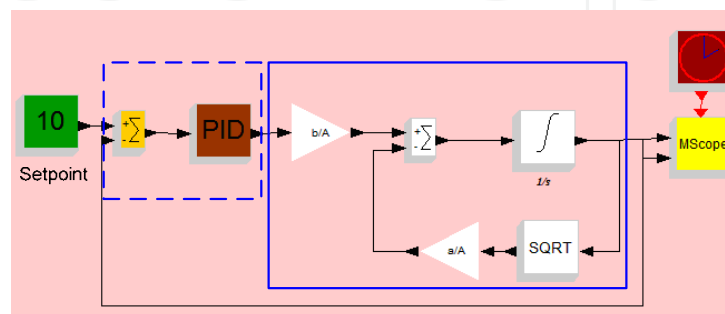 10
Setpoint
+
-
Σ
PID
b/A
+
-
Σ
∫
1/s
SQRT
a/A
MScope